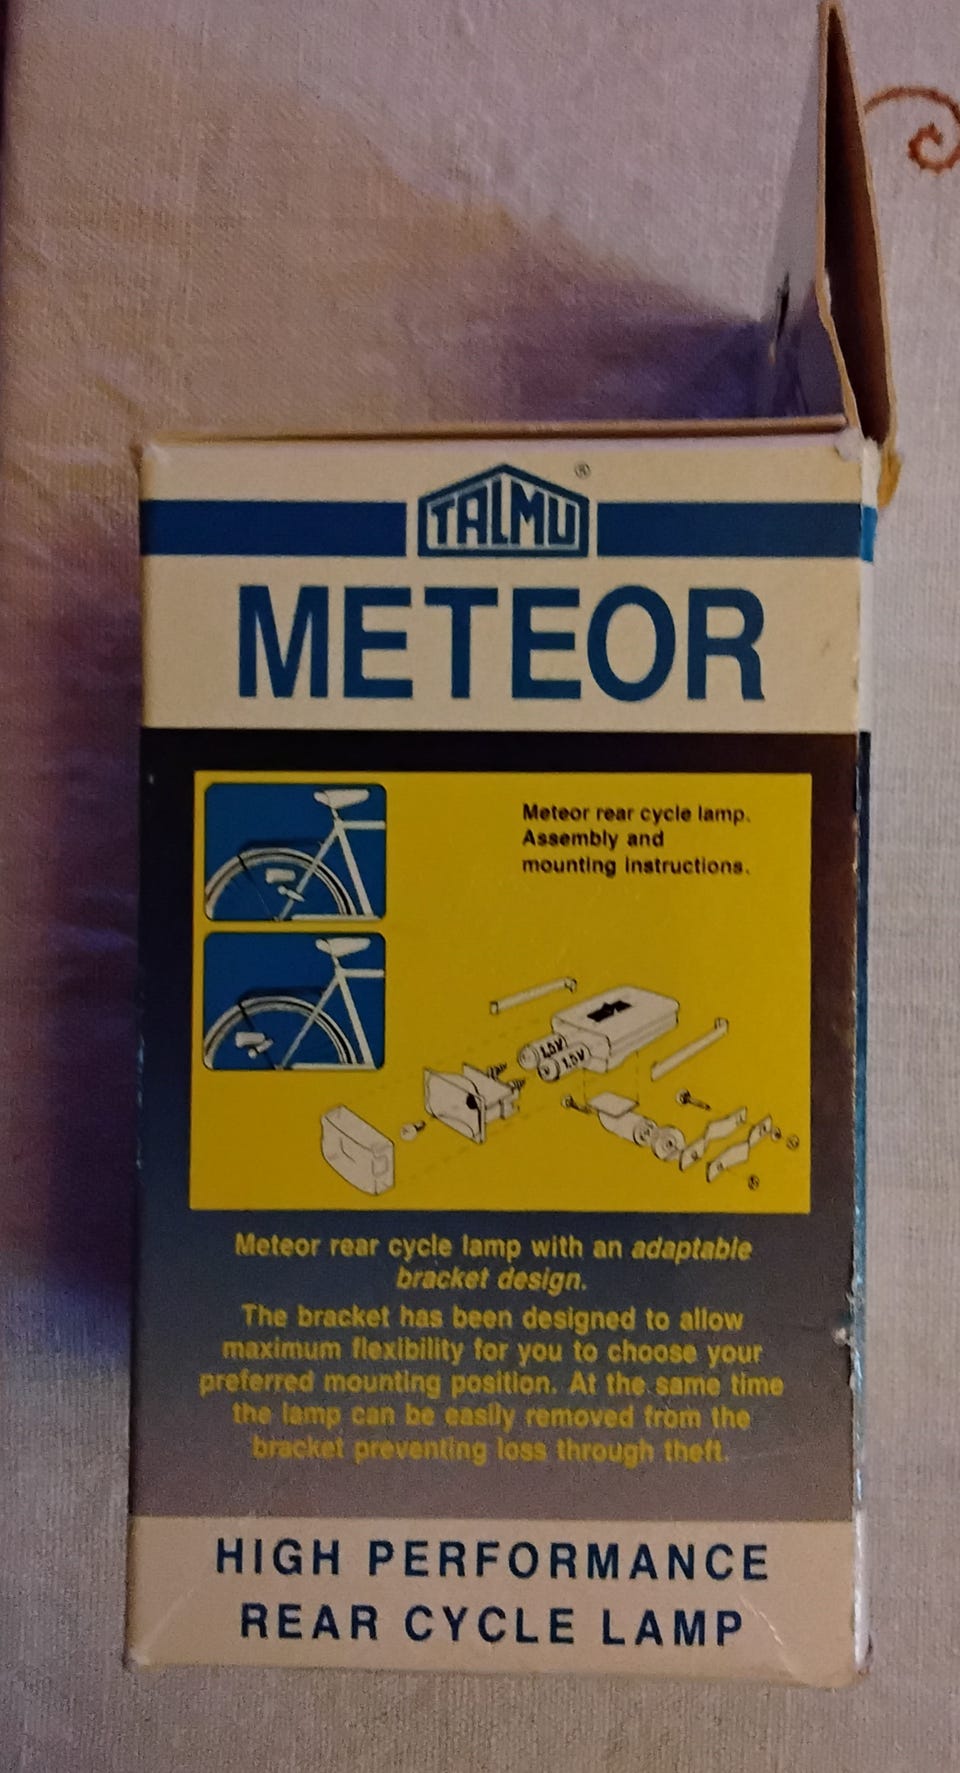 TALMU ®
METEOR
Meteor rear cycle lamp.
Assembly and
mounting instructions.
1,5V
1,5V
Meteor rear cycle lamp with an adaptable
bracket design.
The bracket has been designed to allow
maximum flexibility for you to choose your
preferred mounting position. At the same time
the lamp can be easily removed from the
bracket preventing loss through theft.
HIGH PERFORMANCE
REAR CYCLE LAMP